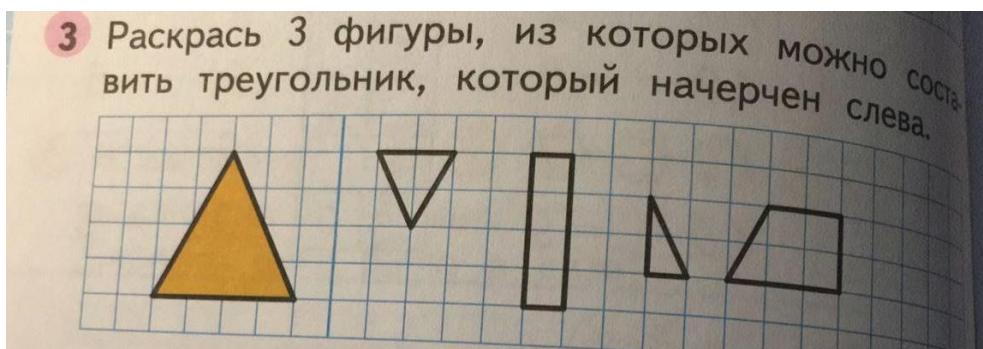 3 Раскрась 3 фигуры, из которых можно соста-
вить треугольник, который начерчен слева.